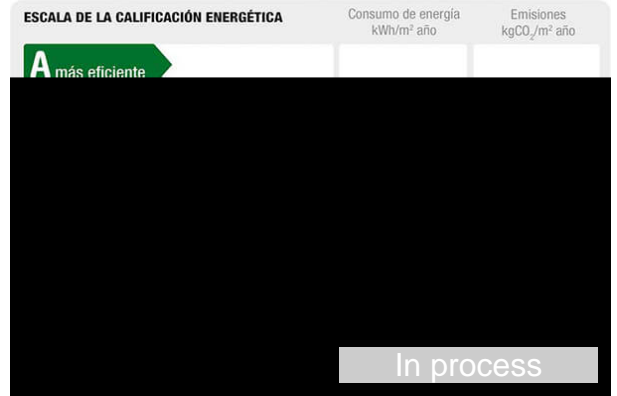 ESCALA DE LA CALIFICACIÓN ENERGÉTICA
Consumo de energía
kWh/m² año
Emisiones
kgCO₂/m² año
A más eficiente
In process